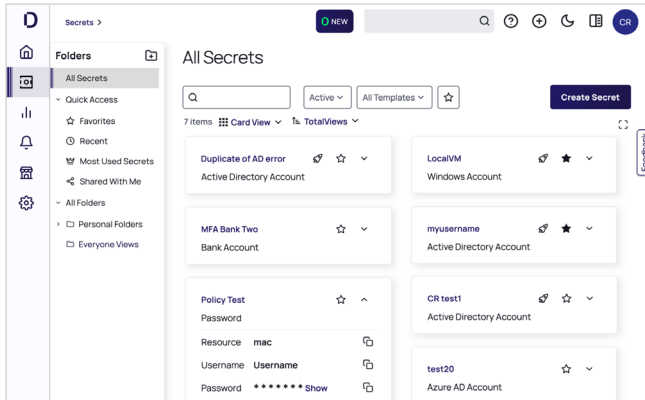 Secrets >
NEW
CR
Folders
All Secrets
Quick Access
Favorites
Recent
Most Used Secrets
Shared With Me
All Folders
Personal Folders
Everyone Views
All Secrets
Active
All Templates
Create Secret
7 items
Card View
TotalViews
Feedback
Duplicate of AD error
Active Directory Account
LocalVM
Windows Account
MFA Bank Two
Bank Account
myusername
Active Directory Account
Policy Test
Password
Resource mac
Username Username
Password * * * * * * * Show
CR test1
Active Directory Account
test20
Azure AD Account